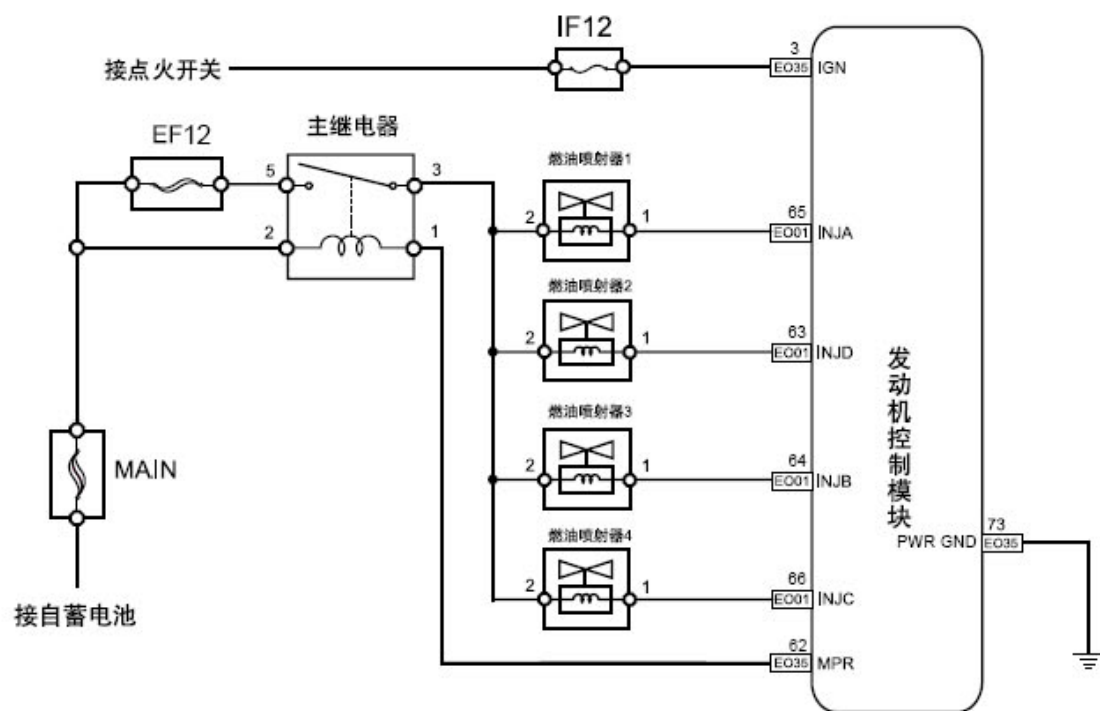 IF12
接点火开关
3
EO35
IGN
EF12
主继电器
5
3
2
1
燃油喷射器1
2
1
65
EO01
INJA
燃油喷射器2
2
1
63
EO01
INJD
燃油喷射器3
2
1
64
EO01
INJB
燃油喷射器4
2
1
66
EO01
INJC
62
EO35
MPR
发动机控制模块
PWR GND
73
EO35
MAIN
接自蓄电池